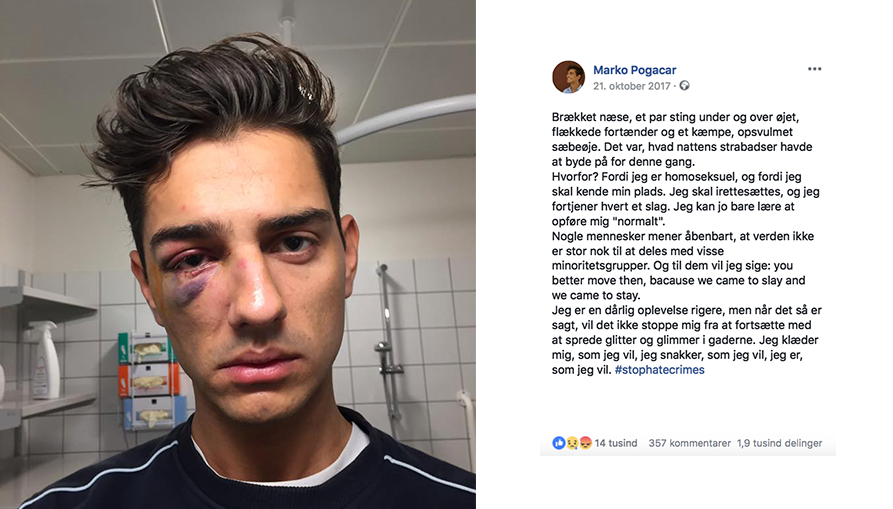 Marko Pogacar
21. oktober 2017 ·
Brækket næse, et par sting under og over øjet,
flækkede fortænder og et kæmpe, opsvulmet
sæbeøje. Det var, hvad nattens strabadser havde
at byde på for denne gang.
Hvorfor? Fordi jeg er homoseksuel, og fordi jeg
skal kende min plads. Jeg skal irettesættes, og jeg
fortjener hvert et slag. Jeg kan jo bare lære at
opføre mig "normalt".
Nogle mennesker mener åbenbart, at verden ikke
er stor nok til at deles med visse
minoritetsgrupper. Og til dem vil jeg sige: you
better move then, bacause we came to slay and
we came to stay.
Jeg er en dårlig oplevelse rigere, men når det så er
sagt, vil det ikke stoppe mig fra at fortsætte med
at sprede glitter og glimmer i gaderne. Jeg klæder
mig, som jeg vil, jeg snakker, som jeg vil, jeg er,
som jeg vil. #stophatecrimes
14 tusind 357 kommentarer 1,9 tusind delinger